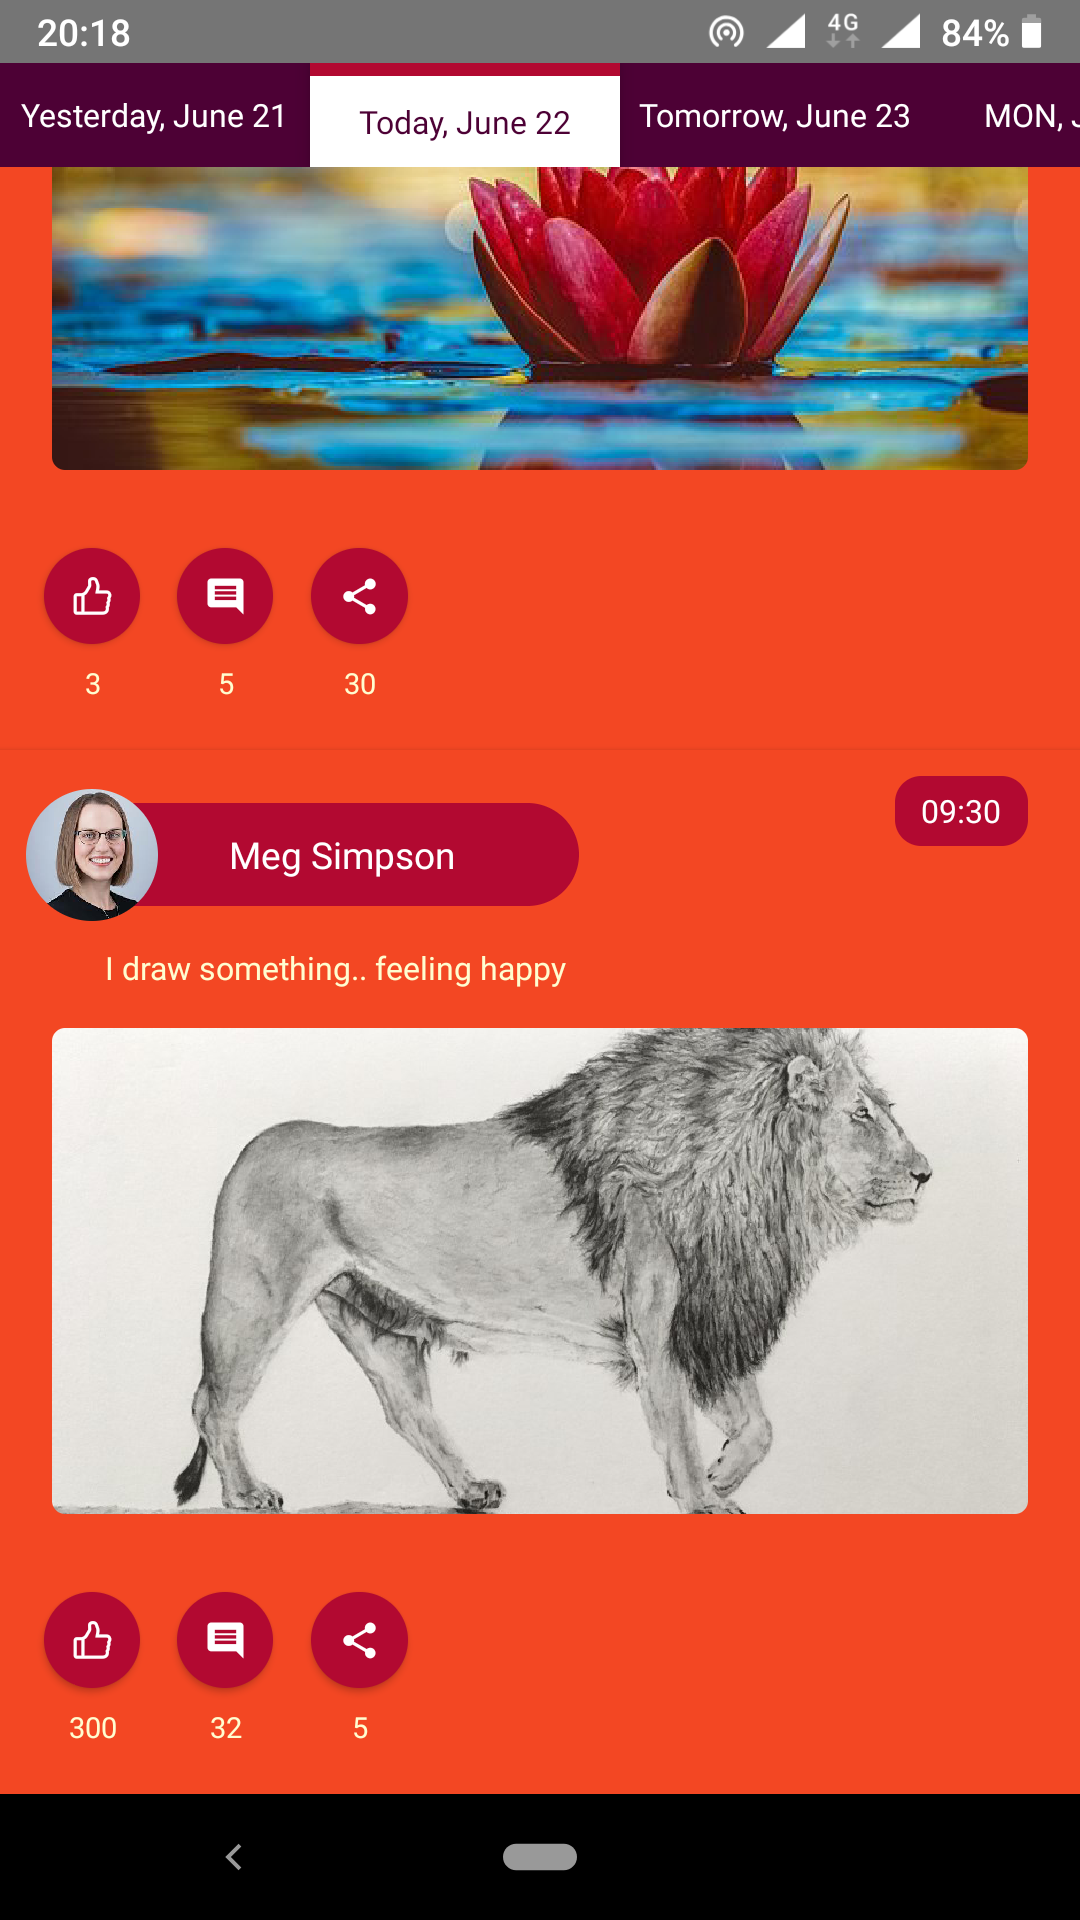 20:18 4G 84%
Yesterday, June 21 Today, June 22 Tomorrow, June 23 MON,
3 5 30
09:30
Meg Simpson
I draw something.. feeling happy
300 32 5